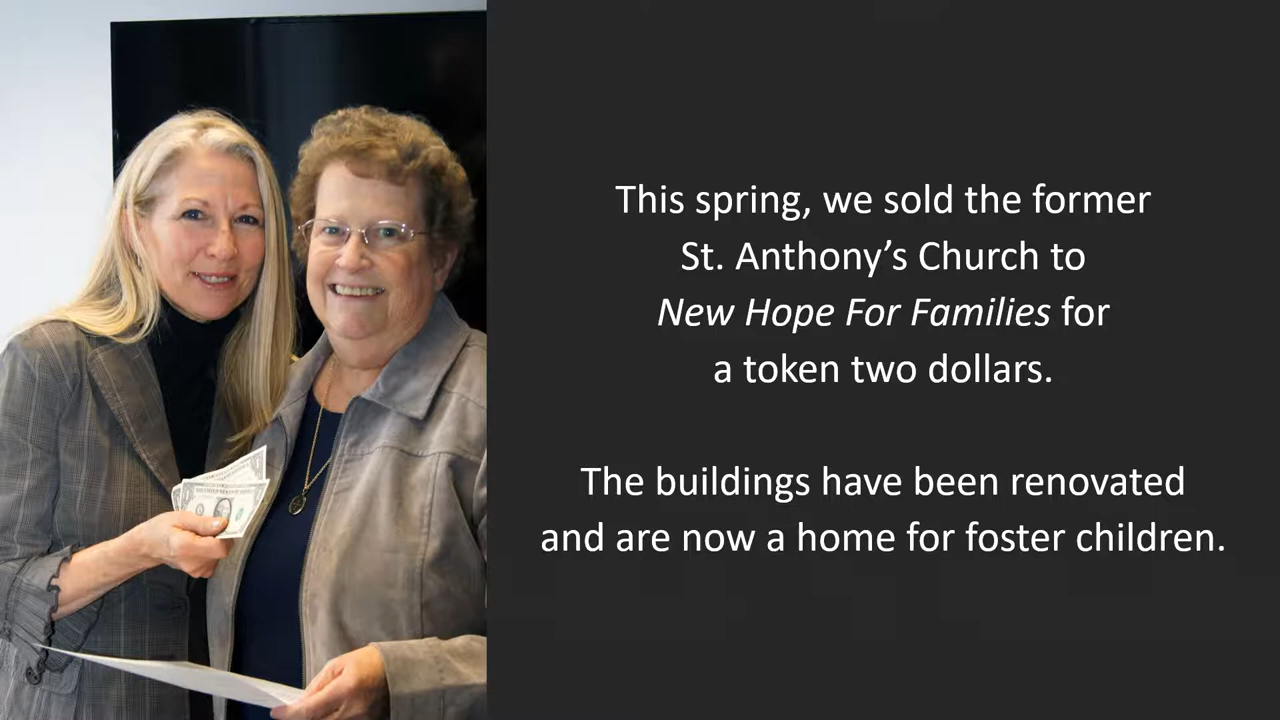 This spring, we sold the former
St. Anthony’s Church to
New Hope For Families for
a token two dollars.
The buildings have been renovated
and are now a home for foster children.